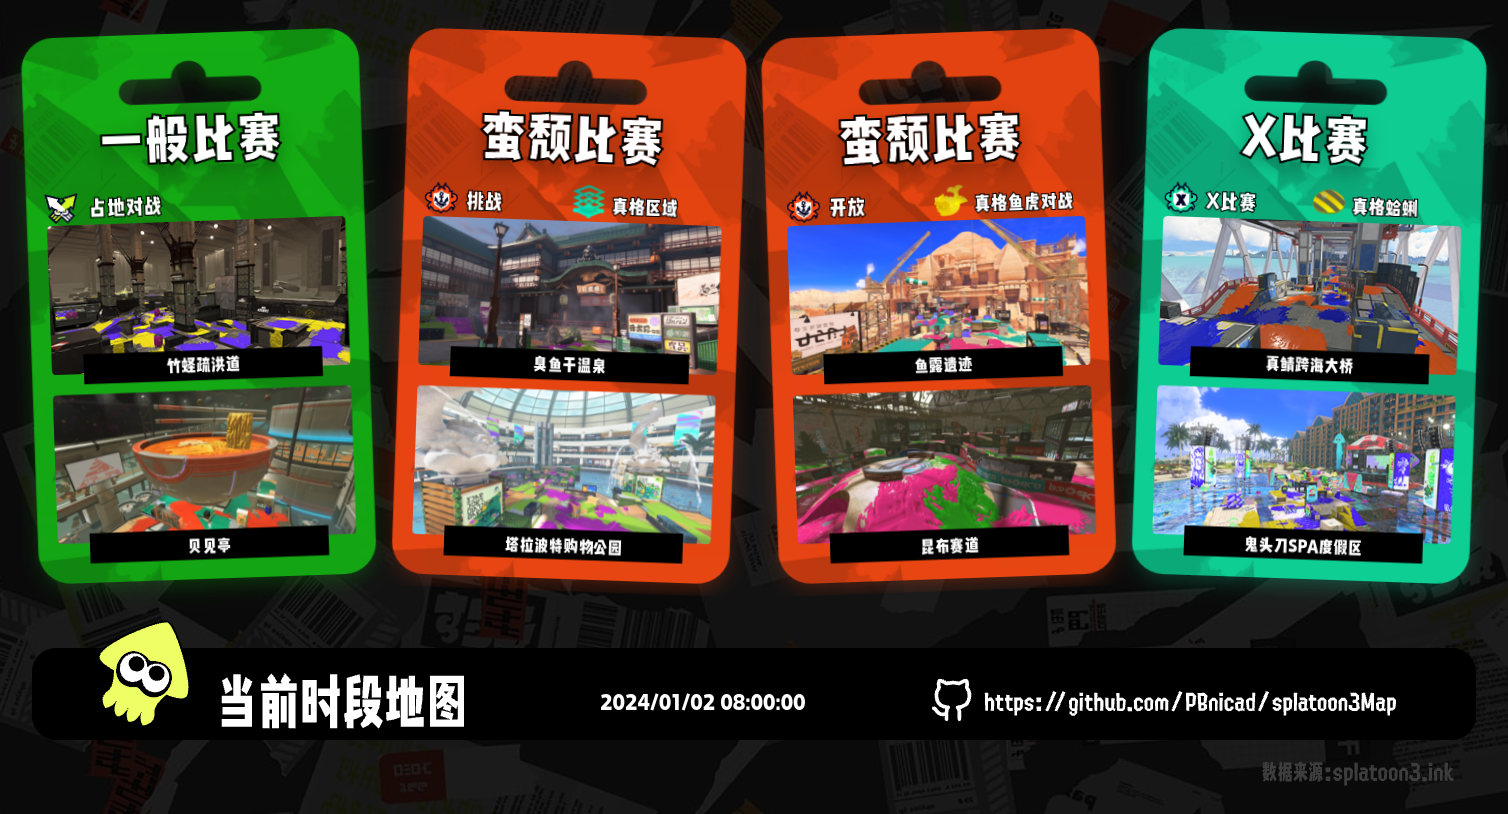 一般比赛
占地对战
竹蛏疏洪道
贝见亭
蛮颓比赛
挑战
真格区域
臭鱼干温泉
塔拉波特购物公园
蛮颓比赛
开放
真格鱼虎对战
鱼露遗迹
昆布赛道
X比赛
X比赛
真格蛤蜊
真鲭跨海大桥
鬼头刀SPA度假区
当前时段地图
2024/01/02 08:00:00
https://github.com/PBnicad/splatoon3Map
数据来源:splatoon3.ink